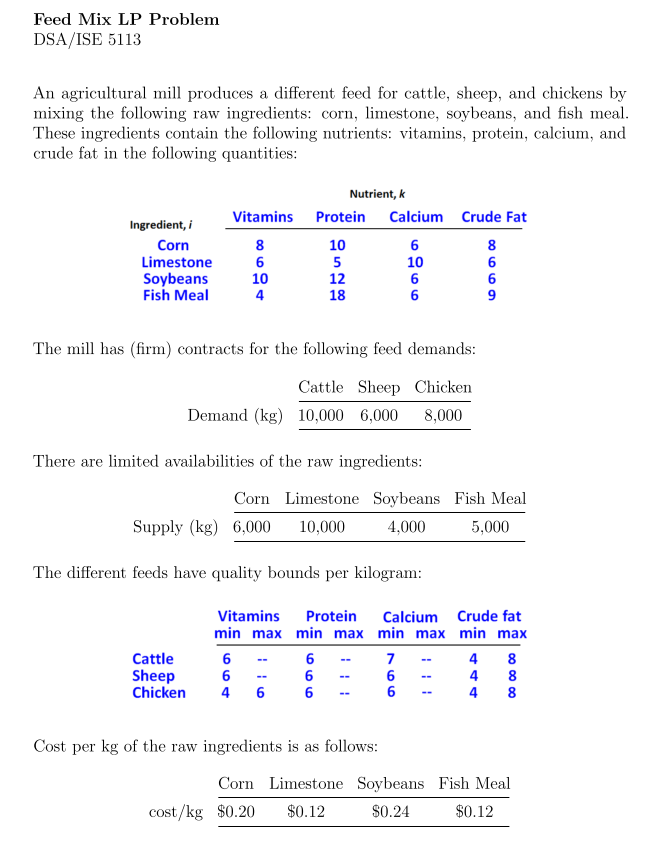 Feed Mix LP Problem
DSA/ISE 5113
An agricultural mill produces a different feed for cattle, sheep, and chickens by
mixing the following raw ingredients: corn, limestone, soybeans, and fish meal.
These ingredients contain the following nutrients: vitamins, protein, calcium, and
crude fat in the following quantities:
Nutrient, k
Ingredient, i Vitamins Protein Calcium Crude Fat
Corn 8 10 6 8
Limestone 6 5 10 6
Soybeans 10 12 6 6
Fish Meal 4 18 6 9
The mill has (firm) contracts for the following feed demands:
Cattle Sheep Chicken
Demand (kg) 10,000 6,000 8,000
There are limited availabilities of the raw ingredients:
Corn Limestone Soybeans Fish Meal
Supply (kg) 6,000 10,000 4,000 5,000
The different feeds have quality bounds per kilogram:
Vitamins Protein Calcium Crude fat
min max min max min max min max
Cattle 6 -- 6 -- 7 -- 4 8
Sheep 6 -- 6 -- 6 -- 4 8
Chicken 4 6 6 -- 6 -- 4 8
Cost per kg of the raw ingredients is as follows:
Corn Limestone Soybeans Fish Meal
cost/kg $0.20 $0.12 $0.24 $0.12